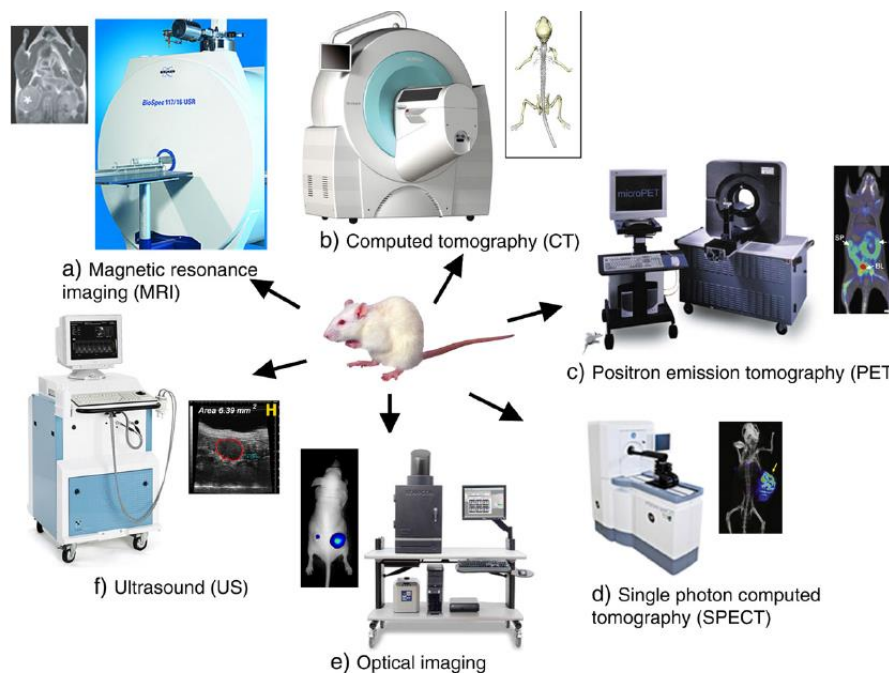 BioSpec 117/16 USR
a) Magnetic resonance
imaging (MRI)
b) Computed tomography (CT)
microPET
SP
BL
c) Positron emission tomography (PET
Area 6.39 mm²
H
f) Ultrasound (US)
e) Optical imaging
d) Single photon computed
tomography (SPECT)